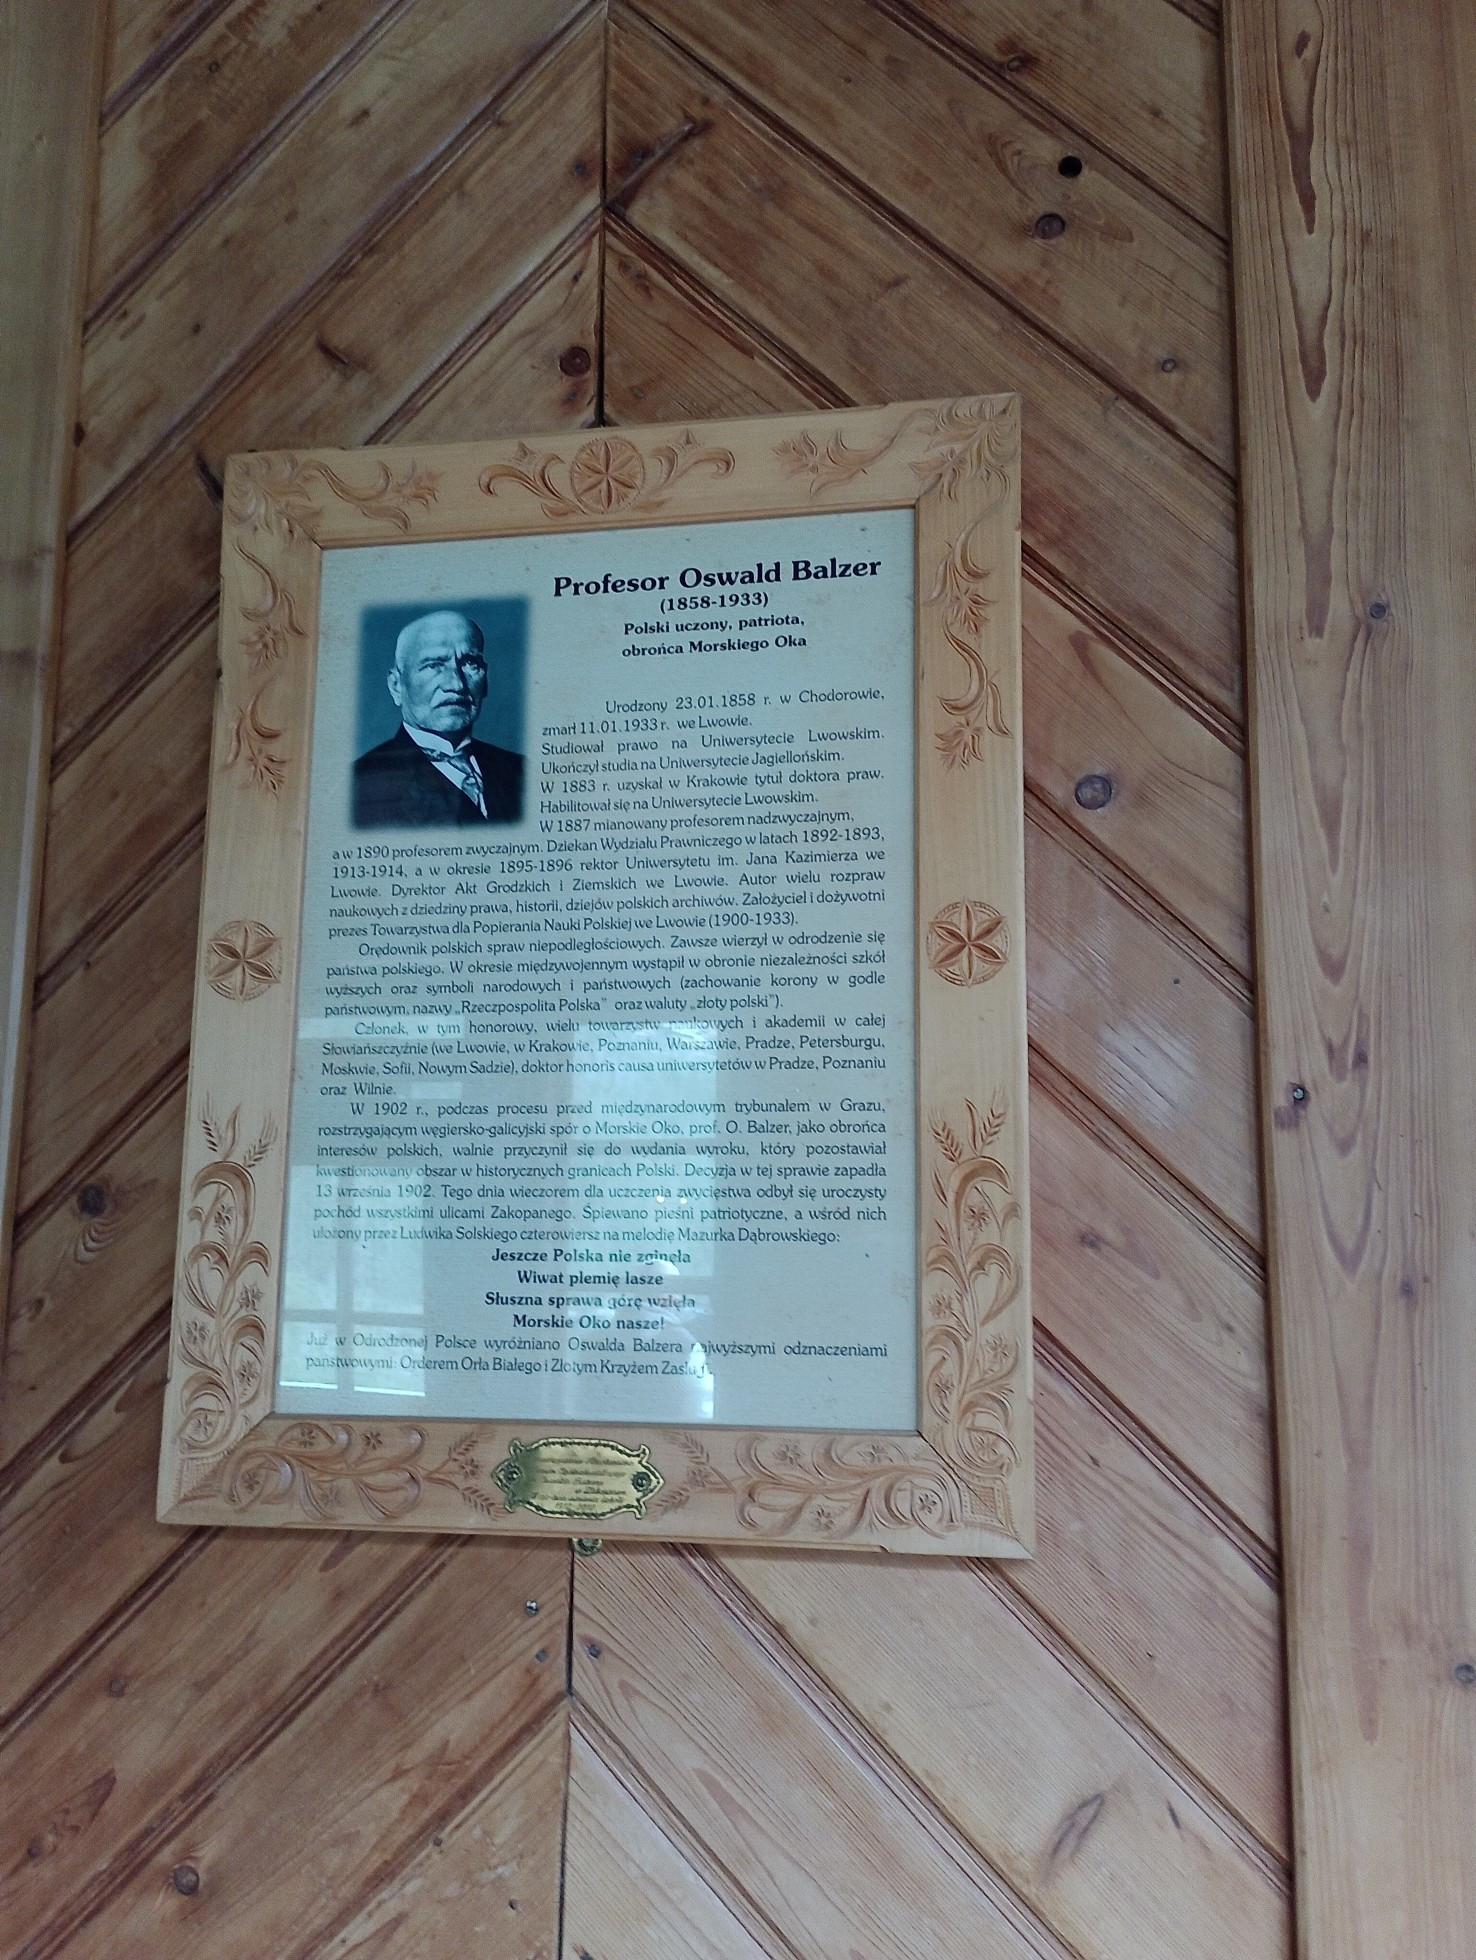 Profesor Oswald Balzer
(1858-1933)
Polski uczony, patriota,
obrońca Morskiego Oka
Urodzony 23.01.1858 r. w Chodorowie,
zmarł 11.01.1933 r. we Lwowie.
Studiował prawo na Uniwersytecie Lwowskim.
Ukończył studia na Uniwersytecie Jagiellońskim.
W 1883 r. uzyskał w Krakowie tytuł doktora praw.
Habilitował się na Uniwersytecie Lwowskim.
W 1887 mianowany profesorem nadzwyczajnym,
a w 1890 profesorem zwyczajnym. Dziekan Wydziału Prawniczego w latach 1892-1893,
1913-1914, a w okresie 1895-1896 rektor Uniwersytetu im. Jana Kazimierza we
Lwowie. Dyrektor Akt Grodzkich i Ziemskich we Lwowie. Autor wielu rozpraw
naukowych z dziedziny prawa, historii, dziejów polskich archiwów. Założyciel i dożywotni
prezes Towarzystwa dla Popierania Nauki Polskiej we Lwowie (1900-1933).
Orędownik polskich spraw niepodległościowych. Zawsze wierzył w odrodzenie się
państwa polskiego. W okresie międzywojennym wystąpił w obronie niezależności szkół
wyższych oraz symboli narodowych i państwowych (zachowanie korony w godle
państwowym, nazwy „Rzeczpospolita Polska" oraz waluty „złoty polski").
Członek, w tym honorowy, wielu towarzystw naukowych i akademii w całej
Słowiańszczyźnie (we Lwowie, w Krakowie, Poznaniu, Warszawie, Pradze, Petersburgu,
Moskwie, Sofii, Nowym Sadzie), doktor honoris causa uniwersytetów w Pradze, Poznaniu
oraz Wilnie.
W 1902 r., podczas procesu przed międzynarodowym trybunałem w Grazu,
rozstrzygającym węgiersko-galicyjski spór o Morskie Oko, prof. O. Balzer, jako obrońca
interesów polskich, walnie przyczynił się do wydania wyroku, który pozostawiał
kwestionowany obszar w historycznych granicach Polski. Decyzja w tej sprawie zapadła
13 września 1902. Tego dnia wieczorem dla uczczenia zwycięstwa odbył się uroczysty
pochód wszystkimi ulicami Zakopanego. Śpiewano pieśni patriotyczne, a wśród nich
ułożony przez Ludwika Solskiego czterowiersz na melodię Mazurka Dąbrowskiego:
Jeszcze Polska nie zginęła
Wiwat plemię lasze
Słuszna sprawa górę wzięła
Morskie Oko nasze!
Już w Odrodzonej Polsce wyróżniano Oswalda Balzera najwyższymi odznaczeniami
państwowymi: Orderem Orła Białego i Złotym Krzyżem Zasługi.